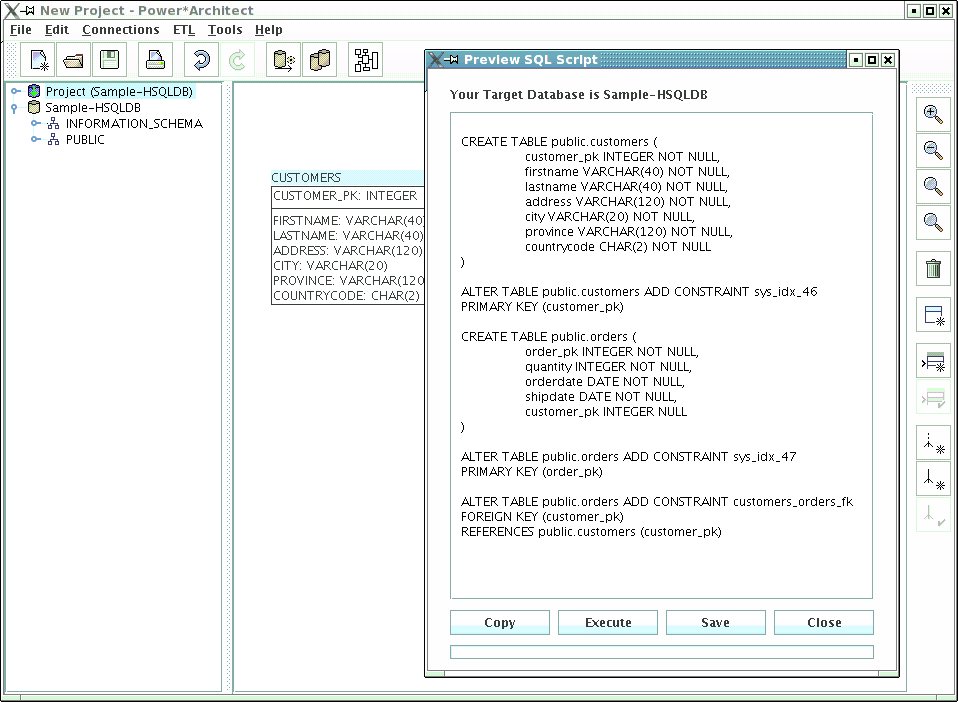 New Project - Power*Architect
File Edit Connections ETL Tools Help
Project (Sample-HSQLDB)
Sample-HSQLDB
INFORMATION_SCHEMA
PUBLIC
CUSTOMERS
CUSTOMER_PK: INTEGER
FIRSTNAME: VARCHAR(40)
LASTNAME: VARCHAR(40)
ADDRESS: VARCHAR(120)
CITY: VARCHAR(20)
PROVINCE: VARCHAR(120
COUNTRYCODE: CHAR(2)
Preview SQL Script
Your Target Database is Sample-HSQLDB
CREATE TABLE public.customers (
customer_pk INTEGER NOT NULL,
firstname VARCHAR(40) NOT NULL,
lastname VARCHAR(40) NOT NULL,
address VARCHAR(120) NOT NULL,
city VARCHAR(20) NOT NULL,
province VARCHAR(120) NOT NULL,
countrycode CHAR(2) NOT NULL
)
ALTER TABLE public.customers ADD CONSTRAINT sys_idx_46
PRIMARY KEY (customer_pk)
CREATE TABLE public.orders (
order_pk INTEGER NOT NULL,
quantity INTEGER NOT NULL,
orderdate DATE NOT NULL,
shipdate DATE NOT NULL,
customer_pk INTEGER NULL
)
ALTER TABLE public.orders ADD CONSTRAINT sys_idx_47
PRIMARY KEY (order_pk)
ALTER TABLE public.orders ADD CONSTRAINT customers_orders_fk
FOREIGN KEY (customer_pk)
REFERENCES public.customers (customer_pk)
Copy Execute Save Close